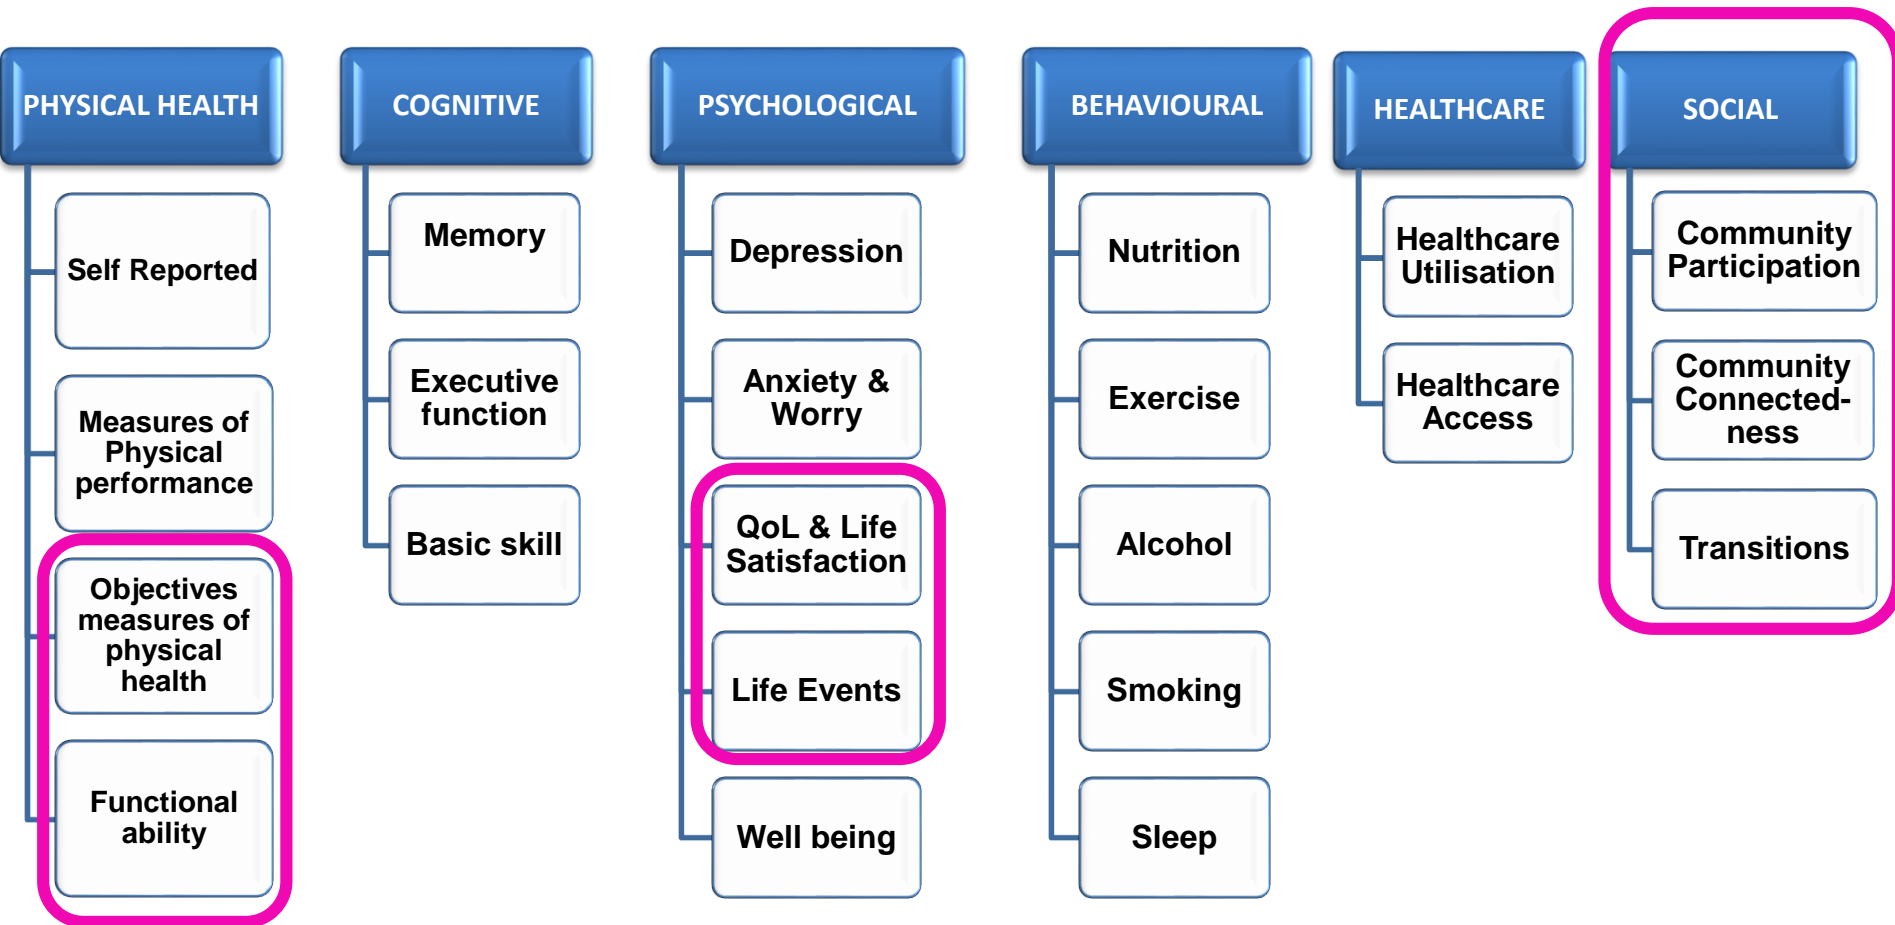 PHYSICAL HEALTH
Self Reported
Measures of
Physical
performance
Objectives
measures of
physical
health
Functional
ability
COGNITIVE
Memory
Executive
function
Basic skill
PSYCHOLOGICAL
Depression
Anxiety &
Worry
QoL & Life
Satisfaction
Life Events
Well being
BEHAVIOURAL
Nutrition
Exercise
Alcohol
Smoking
Sleep
HEALTHCARE
Healthcare
Utilisation
Healthcare
Access
SOCIAL
Community
Participation
Community
Connected-
ness
Transitions